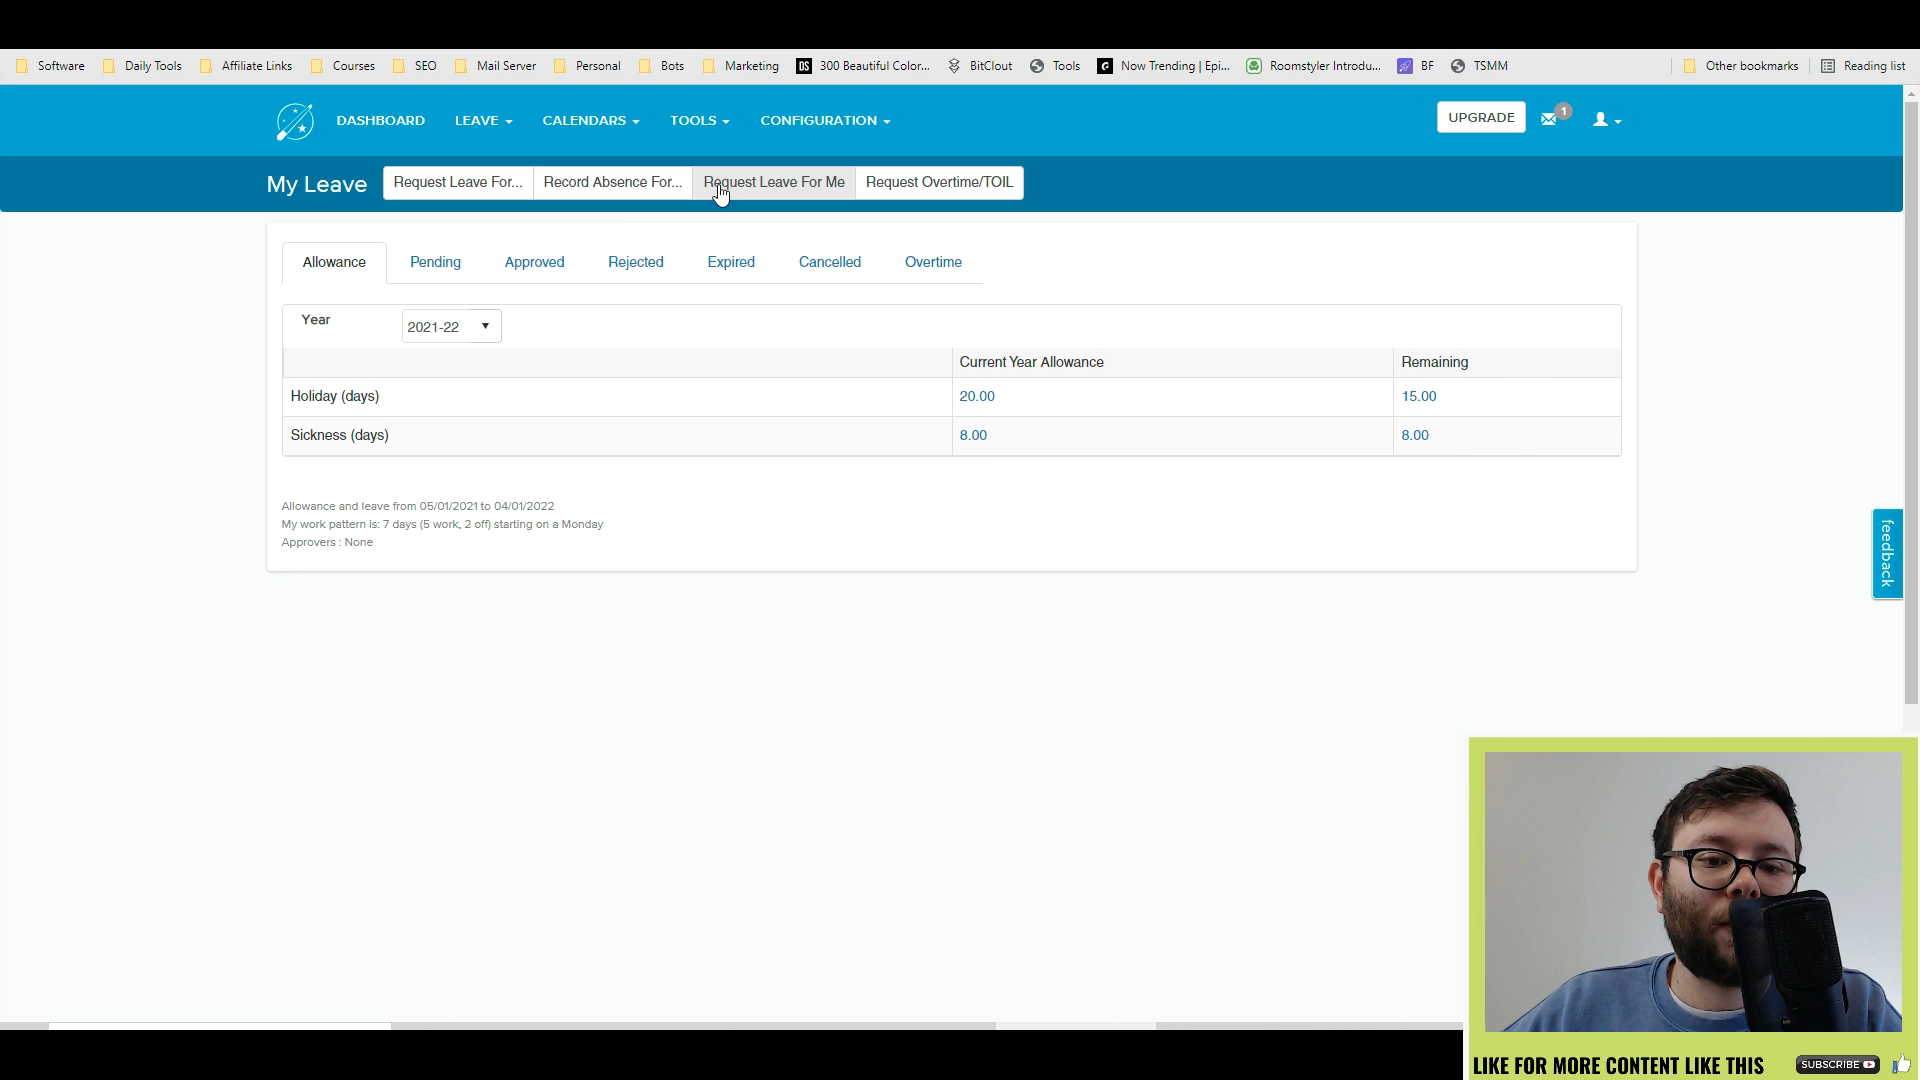 Software Daily Tools Affiliate Links Courses SEO Mail Server Personal Bots Marketing DS 300 Beautiful Color... BitClout Tools Now Trending | Epi... Roomstyler Introdu... BF TSMM Other bookmarks Reading list
DASHBOARD LEAVE CALENDARS TOOLS CONFIGURATION UPGRADE 1
My Leave Request Leave For... Record Absence For... Request Leave For Me Request Overtime/TOIL
Allowance Pending Approved Rejected Expired Cancelled Overtime
Year 2021-22
Current Year Allowance Remaining
Holiday (days) 20.00 15.00
Sickness (days) 8.00 8.00
Allowance and leave from 05/01/2021 to 04/01/2022
My work pattern is: 7 days (5 work, 2 off) starting on a Monday
Approvers : None
feedback
LIKE FOR MORE CONTENT LIKE THIS SUBSCRIBE